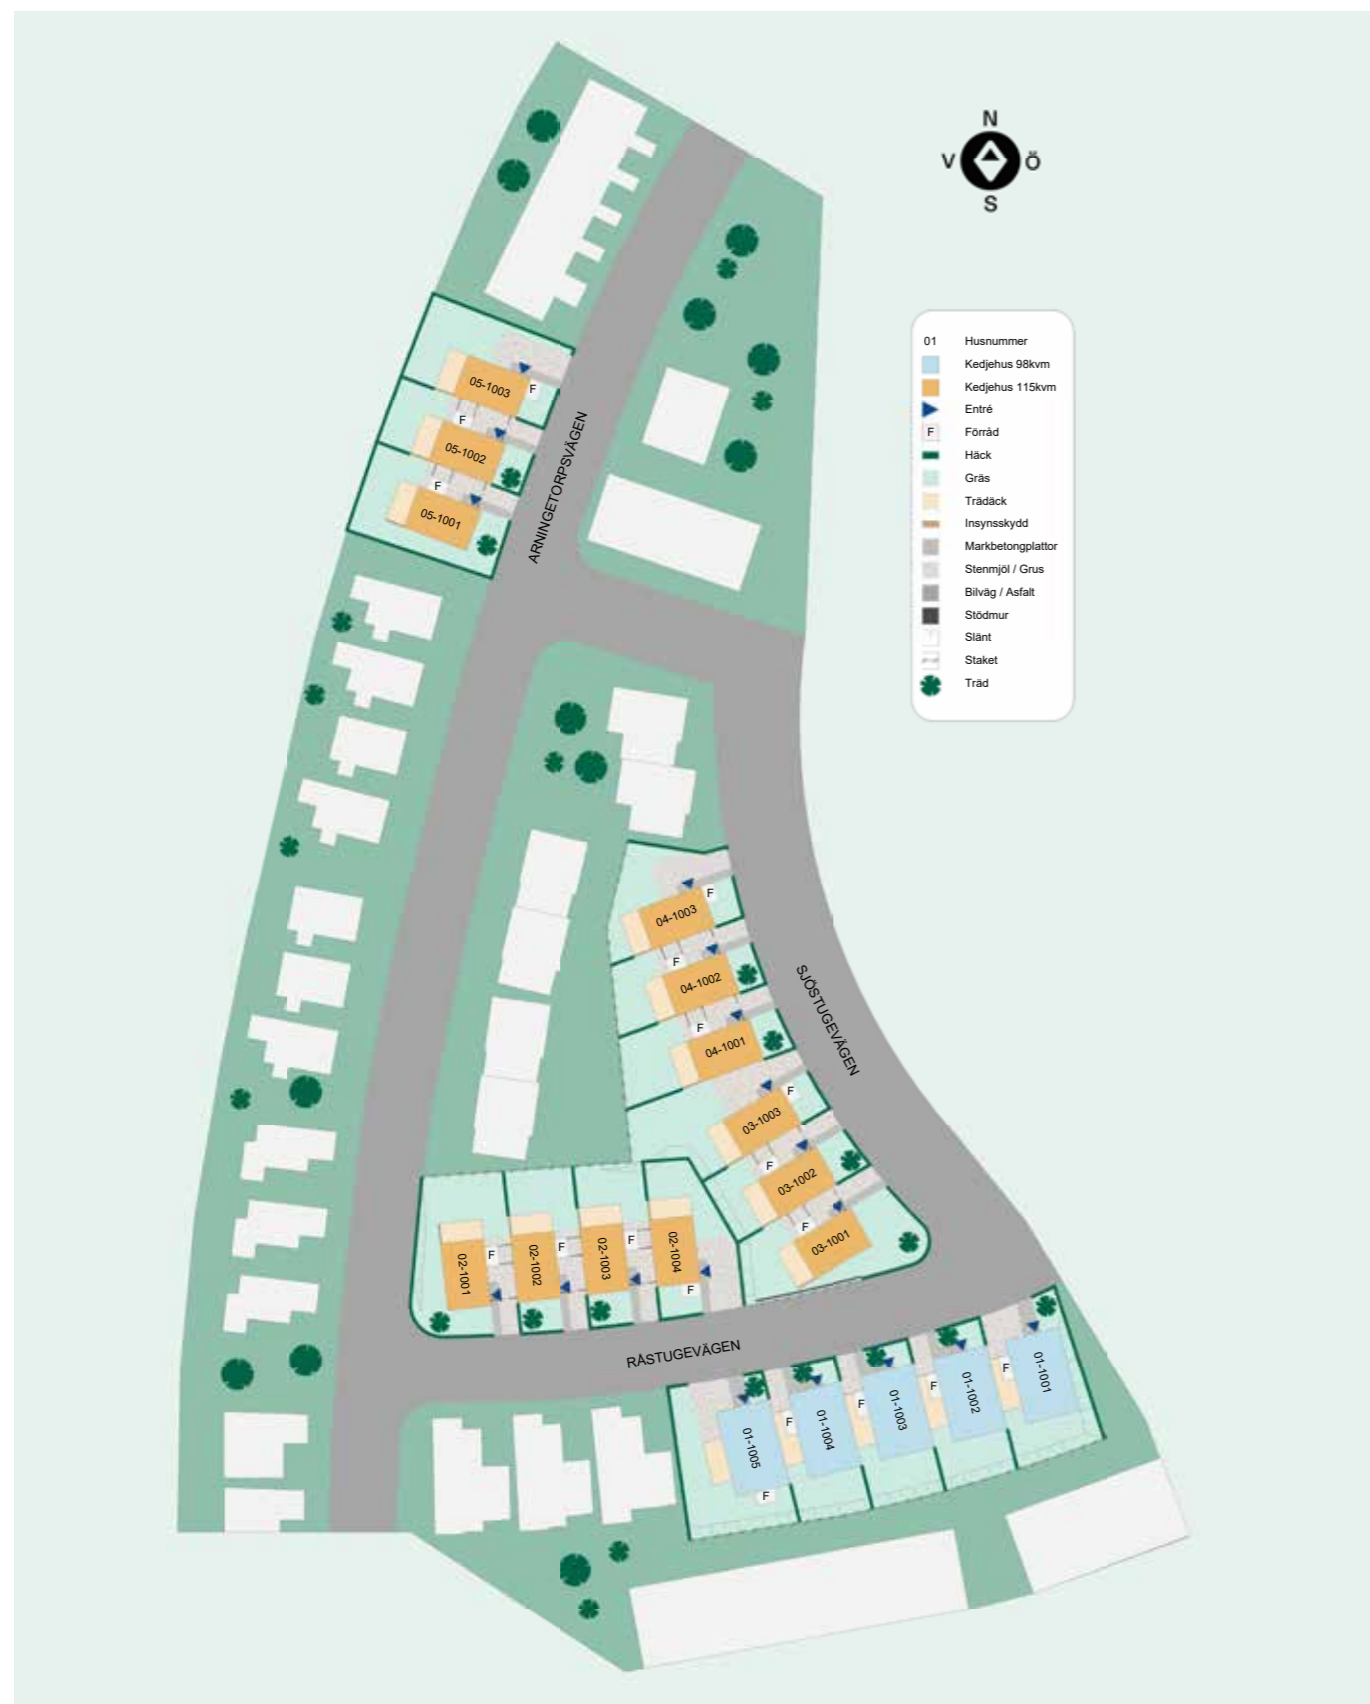 N
V Ö
S
01 Husnummer
Kedjehus 98kvm
Kedjehus 115kvm
Entré
F Förråd
Häck
Gräs
Trädäck
Insynsskydd
Markbetongplattor
Stenmjöl / Grus
Bilväg / Asfalt
Stödmur
Slänt
Staket
Träd
05-1003
F
F
05-1002
F
05-1001
ARNINGETORPSVÄGEN
F
04-1003
F
04-1002
F
04-1001
SJÖSTUGEVÄGEN
F
03-1003
F
03-1002
F
03-1001
02-1001
F
02-1002
F
02-1003
F
02-1004
F
RÅSTUGEVÄGEN
01-1001
F
01-1002
F
01-1003
F
01-1004
F
01-1005
F